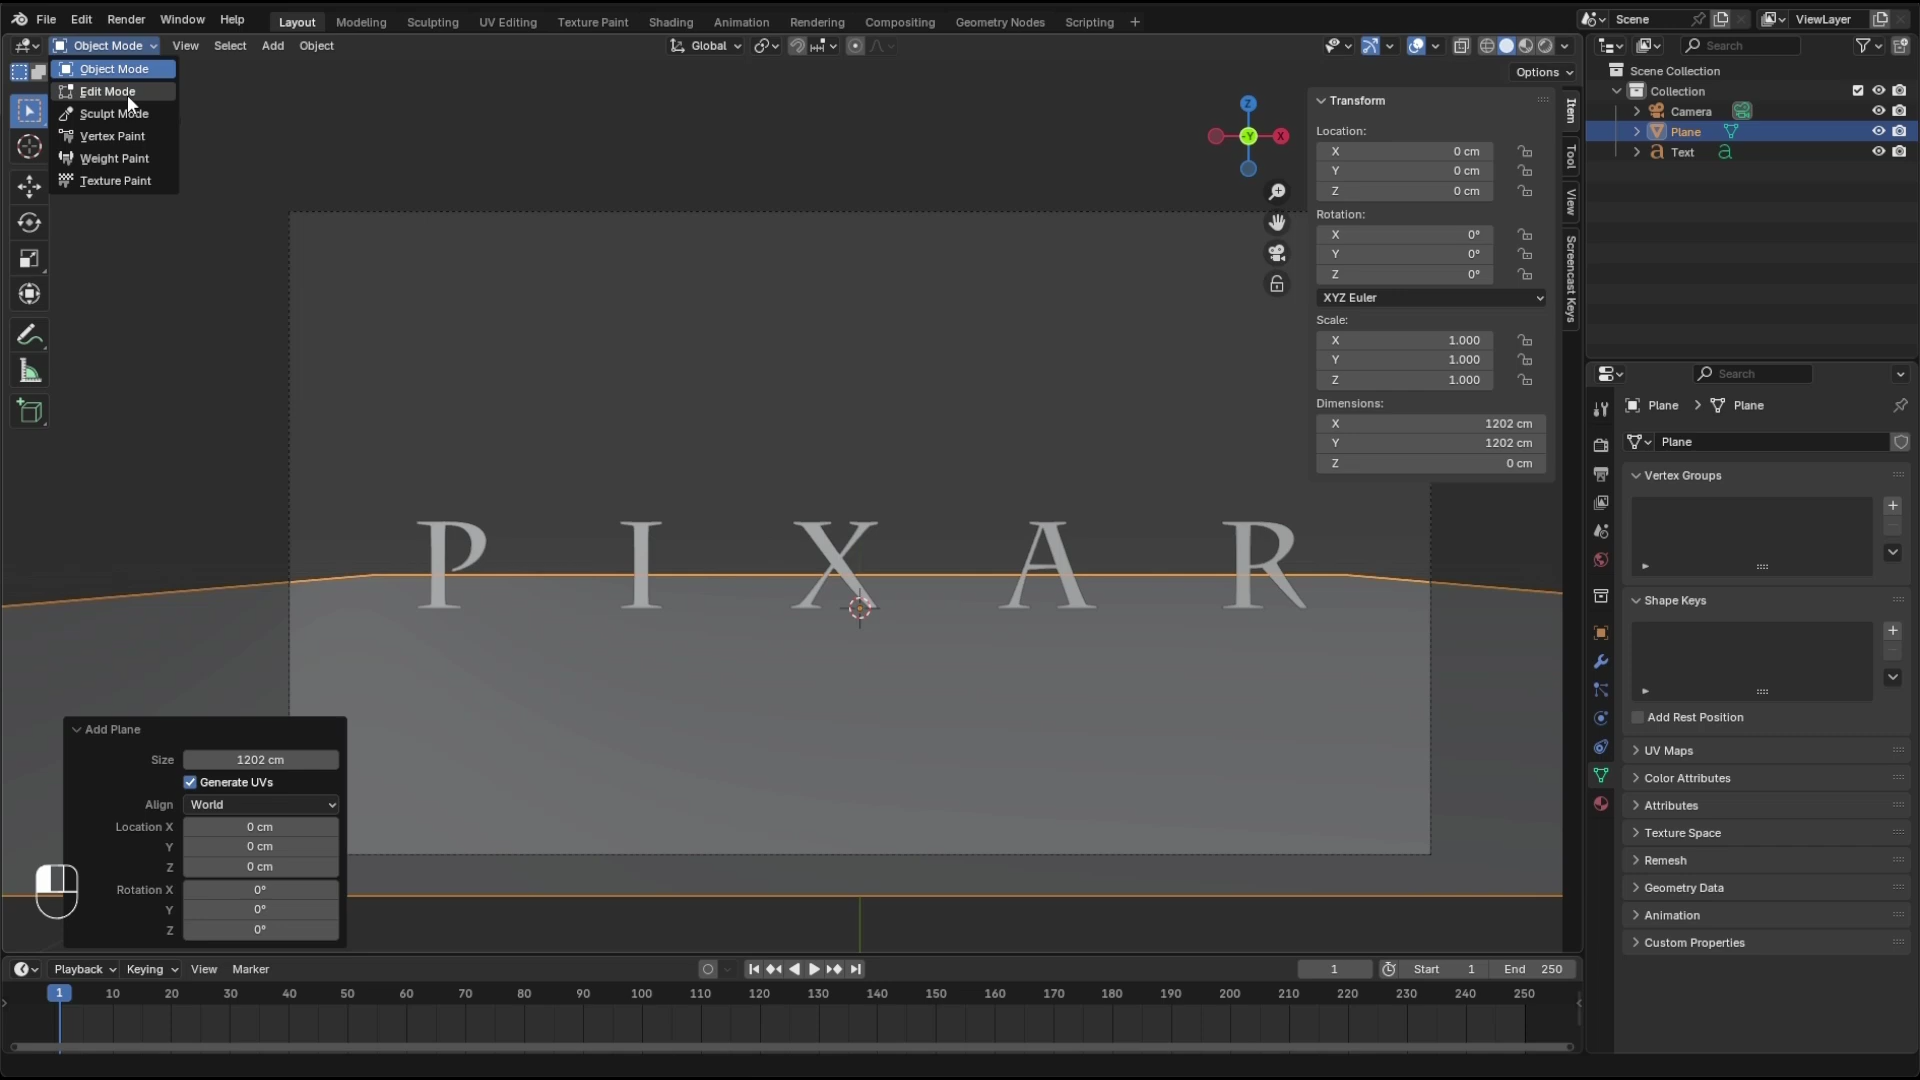 File Edit Render Window Help
Layout Modeling Sculpting UV Editing Texture Paint Shading Animation Rendering Compositing Geometry Nodes Scripting +
Scene
ViewLayer
Object Mode View Select Add Object
Global
Search
Options
Object Mode
Edit Mode
Sculpt Mode
Vertex Paint
Weight Paint
Texture Paint
Z
-Y
X
Transform
Location:
X 0 cm
Y 0 cm
Z 0 cm
Rotation:
X 0°
Y 0°
Z 0°
XYZ Euler
Scale:
X 1.000
Y 1.000
Z 1.000
Dimensions:
X 1202 cm
Y 1202 cm
Z 0 cm
Item
Tool
View
Screencast Keys
Scene Collection
Collection
Camera
Plane
Text
Search
Plane > Plane
Plane
Vertex Groups
Shape Keys
Add Rest Position
UV Maps
Color Attributes
Attributes
Texture Space
Remesh
Geometry Data
Animation
Custom Properties
P I X A R
Add Plane
Size 1202 cm
Generate UVs
Align World
Location X 0 cm
Y 0 cm
Z 0 cm
Rotation X 0°
Y 0°
Z 0°
Playback Keying View Marker
1 Start 1 End 250
1 10 20 30 40 50 60 70 80 90 100 110 120 130 140 150 160 170 180 190 200 210 220 230 240 250